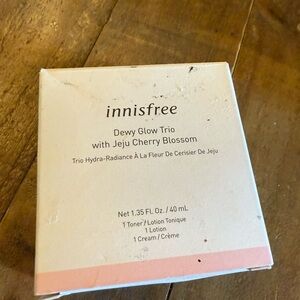 innisfree
Dewy Glow Trio
with Jeju Cherry Blossom
Trio Hydra-Radiance À La Fleur De Cerisier De Jeju
Net 1.35 Fl. Oz. / 40 mL
1 Toner / Lotion Tonique
1 Lotion
1 Cream / Crème